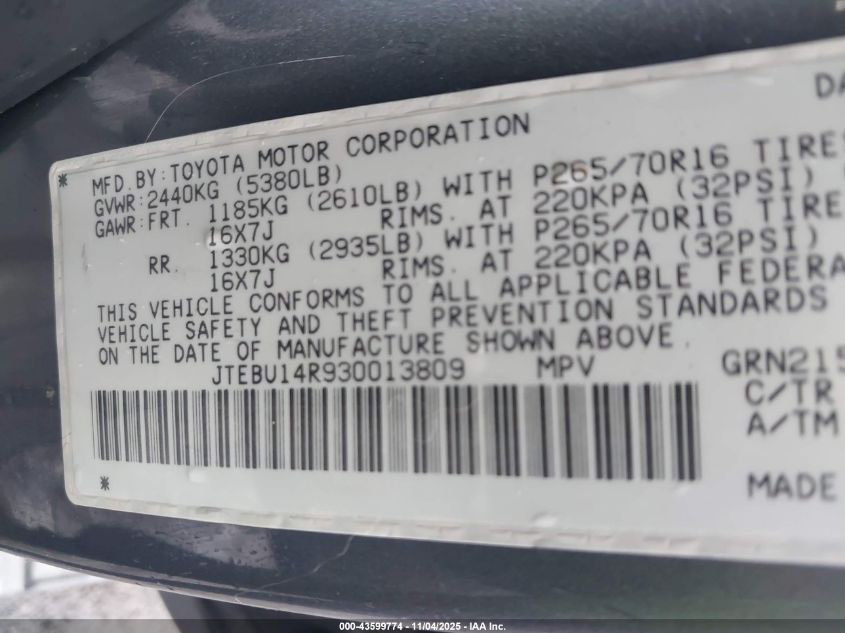 DA
MFD.BY:TOYOTA MOTOR CORPORATION
GVWR:2440KG (5380LB)
GAWR:FRT. 1185KG (2610LB) WITH P265/70R16 TIRE
16X7J RIMS. AT 220KPA (32PSI)
RR. 1330KG (2935LB) WITH P265/70R16 TIRE
16X7J RIMS. AT 220KPA (32PSI)
THIS VEHICLE CONFORMS TO ALL APPLICABLE FEDERA
VEHICLE SAFETY AND THEFT PREVENTION STANDARDS
ON THE DATE OF MANUFACTURE SHOWN ABOVE.
* JTEBU14R930013809 MPV GRN215
C/TR
A/TM
* MADE
000-43599774 - 11/04/2025 - IAA Inc.